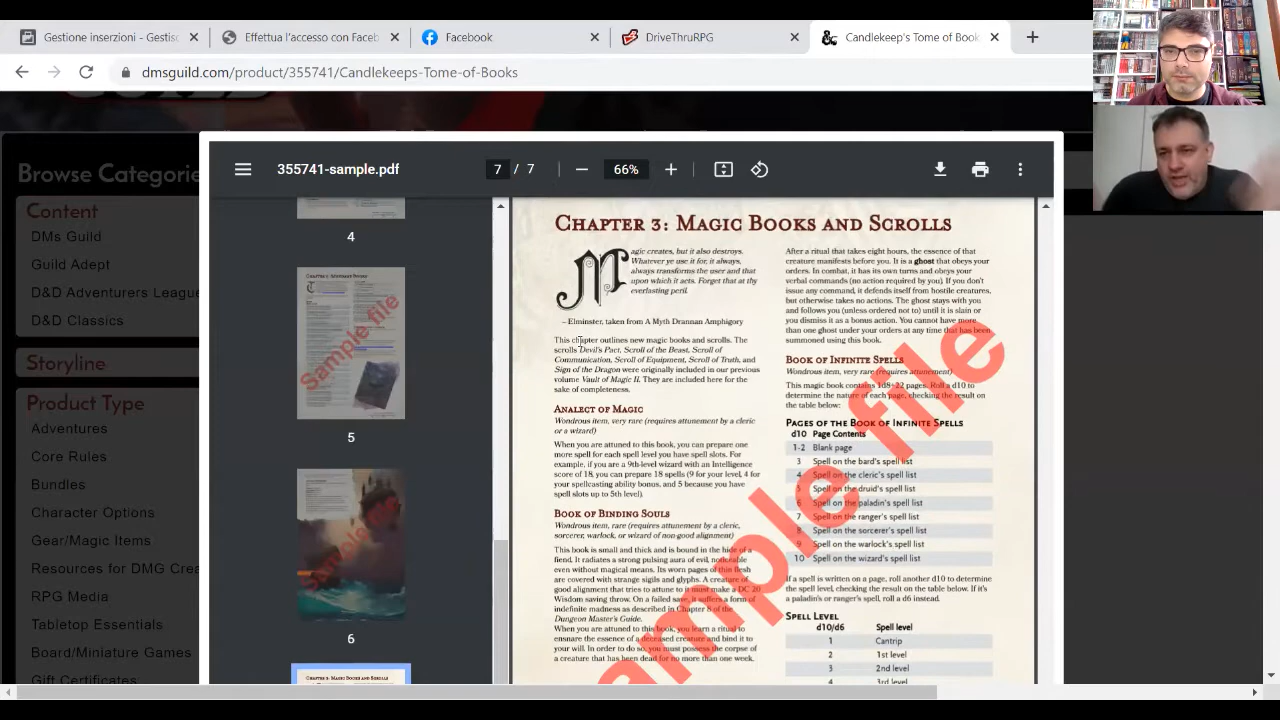 Gestione inserzioni - Gestisc
Effettua l'accesso con Faceb
Facebook
DriveThruRPG
Candlekeep's Tome of Book
dmsguild.com/product/355741/Candlekeeps-Tome-of-Books
Browse Categorie
Content
DMs Guild
Guild Adept
D&D Adventurers Leagu
D&D Classics
Storyline
Product Type
Adventures
Core Rul
Bundles
Character O
Gear/Magic
Resources for DMG Crea
RPG Media
Tabletop Essentials
Board/Miniature Games
Gift Certificates
355741-sample.pdf
7 / 7
66%
4
5
6
Sample file
Chapter 3: Magic Books and Scrolls
Magic creates, but it also destroys.
Whatever ye use it for, it always,
always transforms the user and that
upon which it acts. Forget that at thy
everlasting peril.
– Elminster, taken from A Myth Drannan Amphigory
This chapter outlines new magic books and scrolls. The
scrolls Devil's Pact, Scroll of the Beast, Scroll of
Communication, Scroll of Equipment, Scroll of Truth, and
Sign of the Dragon were originally included in our previous
volume Vault of Magic II. They are included here for the
sake of completeness.
Analect of Magic
Wondrous item, very rare (requires attunement by a cleric
or a wizard)
When you are attuned to this book, you can prepare one
more spell for each spell level you have spell slots. For
example, if you are a 9th-level wizard with an Intelligence
score of 18, you can prepare 18 spells (9 for your level, 4 for
your spellcasting ability bonus, and 5 because you have
spell slots up to 5th level).
Book of Binding Souls
Wondrous item, rare (requires attunement by a cleric,
sorcerer, warlock, or wizard of non-good alignment)
This book is small and thick and is bound in the hide of a
fiend. It radiates a strong pulsing aura of evil, noticeable
even without magical means. Its worn pages of thin flesh
are covered with strange sigils and glyphs. A creature of
good alignment that tries to attune to it must make a DC 20
Wisdom saving throw. On a failed save, it suffers a form of
indefinite madness as described in Chapter 8 of the
Dungeon Master's Guide.
When you are attuned to this book, you learn a ritual to
ensnare the essence of a deceased creature and bind it to
your will. In order to do so, you must possess the corpse of
a creature that has been dead for no more than one week.
After a ritual that takes eight hours, the essence of that
creature manifests before you. It is a ghost that obeys your
orders. In combat, it has its own turns and obeys your
verbal commands (no action required by you). If you don't
issue any command, it defends itself from hostile creatures,
but otherwise takes no actions. The ghost stays with you
and follows you (unless ordered not to) until it is slain or
you dismiss it as a bonus action. You cannot have more
than one ghost under your orders at any time that has been
summoned using this book.
Book of Infinite Spells
Wondrous item, very rare (requires attunement)
This magic book contains 1d8+22 pages. Roll a d10 to
determine the nature of each page, checking the result on
the table below:
Pages of the Book of Infinite Spells
d10 Page Contents
1-2 Blank page
3 Spell on the bard's spell list
4 Spell on the cleric's spell list
5 Spell on the druid's spell list
6 Spell on the paladin's spell list
7 Spell on the ranger's spell list
8 Spell on the sorcerer's spell list
9 Spell on the warlock's spell list
10 Spell on the wizard's spell list
If a spell is written on a page, roll another d10 to determine
the spell level, checking the result on the table below. If it's
a paladin's or ranger's spell, roll a d6 instead.
Spell Level
d10/d6 Spell level
1 Cantrip
2 1st level
3 2nd level
4 3rd level
sample file